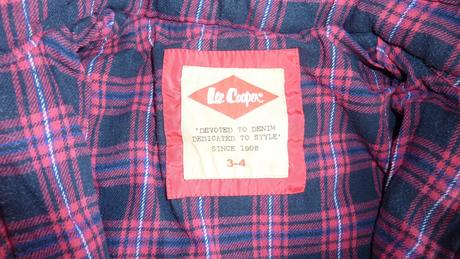 Lee Cooper
'DEVOTED TO DENIM
DEDICATED TO STYLE'
SINCE 1908
3-4